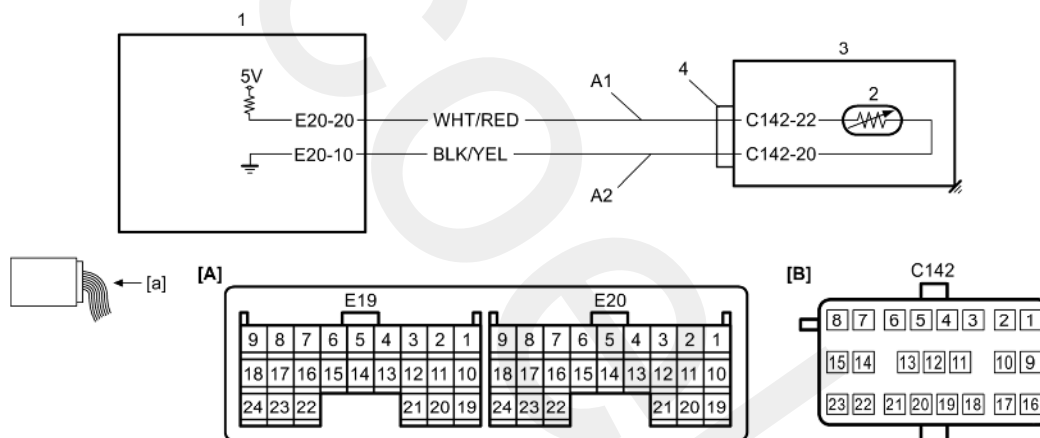 1
5V
E20-20
WHT/RED
E20-10
BLK/YEL
A1
A2
4
3
2
C142-22
C142-20
[a]
[A]
E19
9 8 7 6 5 4 3 2 1
18 17 16 15 14 13 12 11 10
24 23 22 21 20 19
E20
9 8 7 6 5 4 3 2 1
18 17 16 15 14 13 12 11 10
24 23 22 21 20 19
[B]
C142
8 7 6 5 4 3 2 1
15 14 13 12 11 10 9
23 22 21 20 19 18 17 16